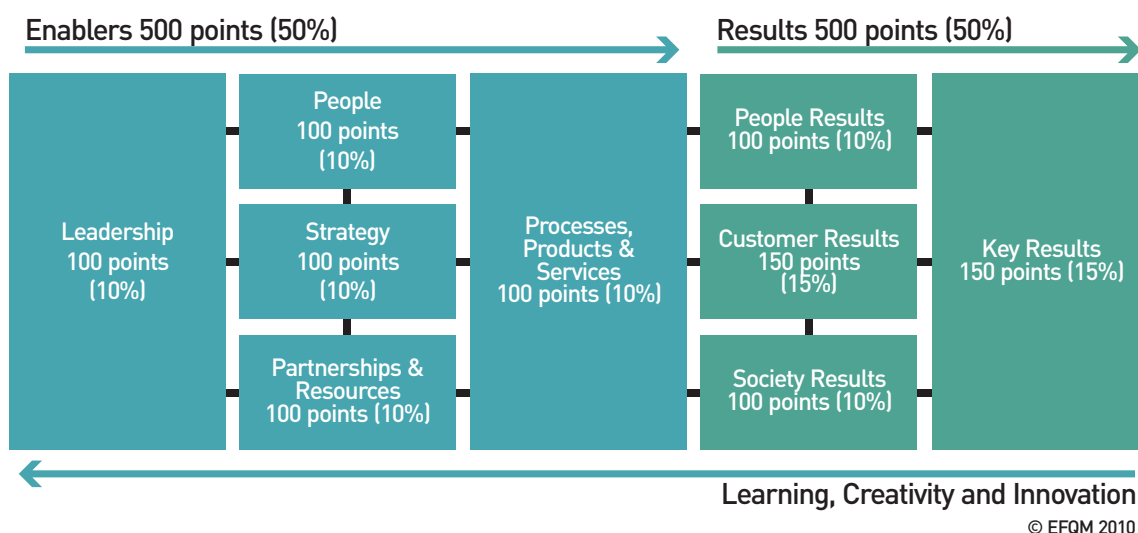 Enablers 500 points (50%)
Results 500 points (50%)
Leadership
100 points
(10%)
People
100 points
(10%)
Strategy
100 points
(10%)
Partnerships &
Resources
100 points (10%)
Processes,
Products &
Services
100 points (10%)
People Results
100 points (10%)
Customer Results
150 points
(15%)
Society Results
100 points (10%)
Key Results
150 points (15%)
Learning, Creativity and Innovation
© EFQM 2010